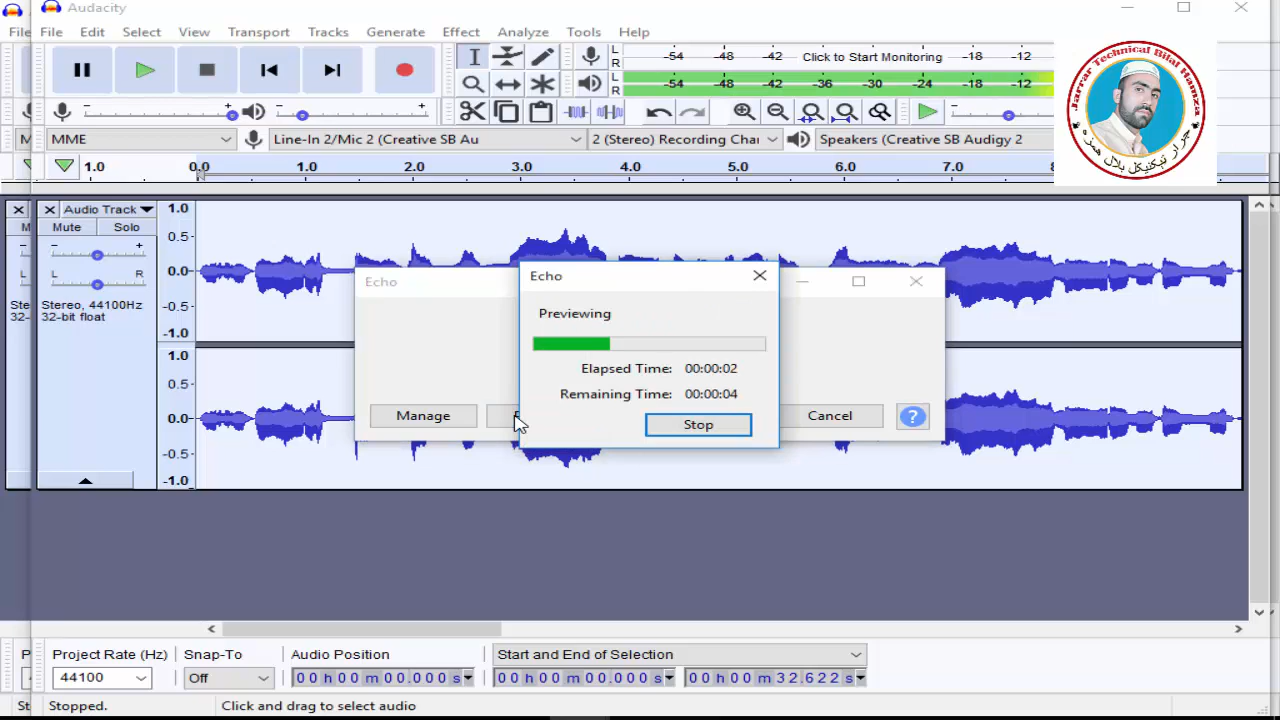 Audacity
File Edit Select View Transport Tracks Generate Effect Analyze Tools Help
L R -54 -48 -42 Click to Start Monitoring -18 -12
L R -54 -48 -42 -36 -30 -24 -18 -12
MME Line-In 2/Mic 2 (Creative SB Au 2 (Stereo) Recording Chai Speakers (Creative SB Audigy 2
1.0 0.0 1.0 2.0 3.0 4.0 5.0 6.0 7.0
Jarrar Technical Bilal Hamza
جرار ٹیکنیکل بلال حمزہ
Audio Track
Mute Solo
- +
L R
Stereo, 44100Hz
32-bit float
1.0
0.5
0.0
-0.5
-1.0
1.0
0.5
0.0
-0.5
-1.0
Echo
Manage
Cancel
?
Echo
Previewing
Elapsed Time: 00:00:02
Remaining Time: 00:00:04
Stop
Project Rate (Hz) Snap-To Audio Position Start and End of Selection
44100 Off 00 h 00 m 00.000 s 00 h 00 m 00.000 s 00 h 00 m 32.622 s
Stopped. Click and drag to select audio